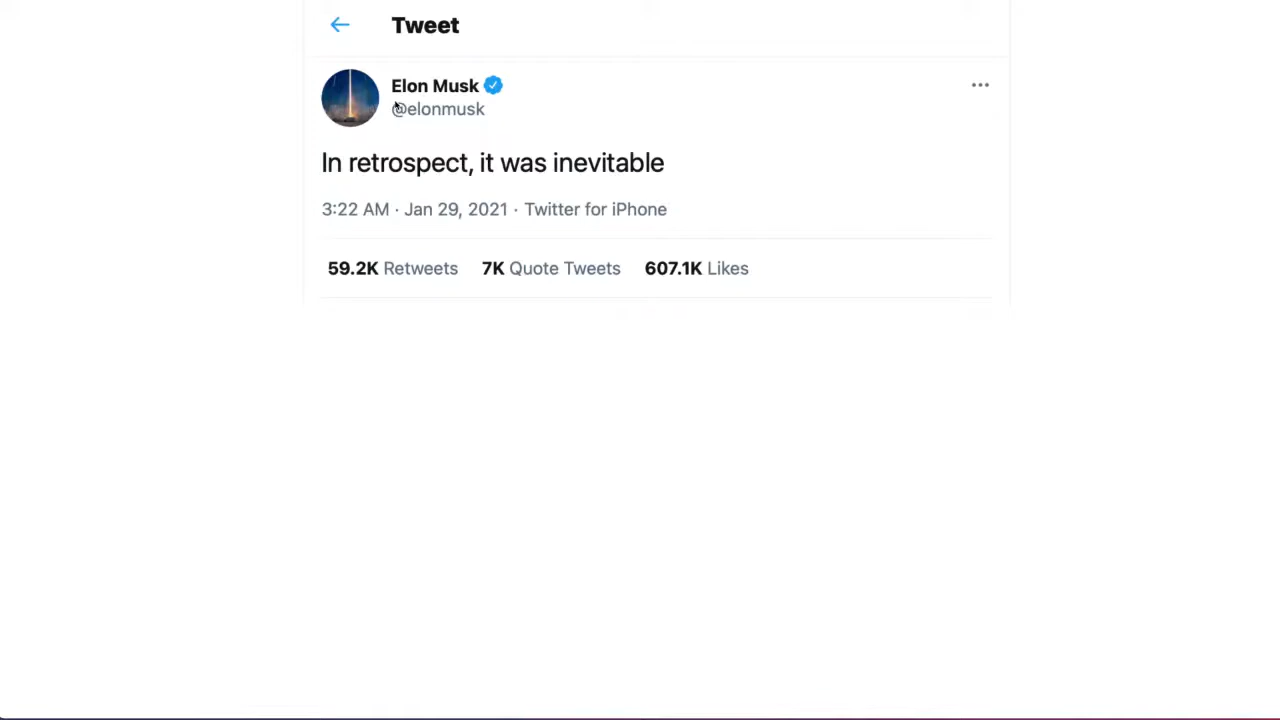 Tweet
Elon Musk
@elonmusk
In retrospect, it was inevitable
3:22 AM · Jan 29, 2021 · Twitter for iPhone
59.2K Retweets 7K Quote Tweets 607.1K Likes